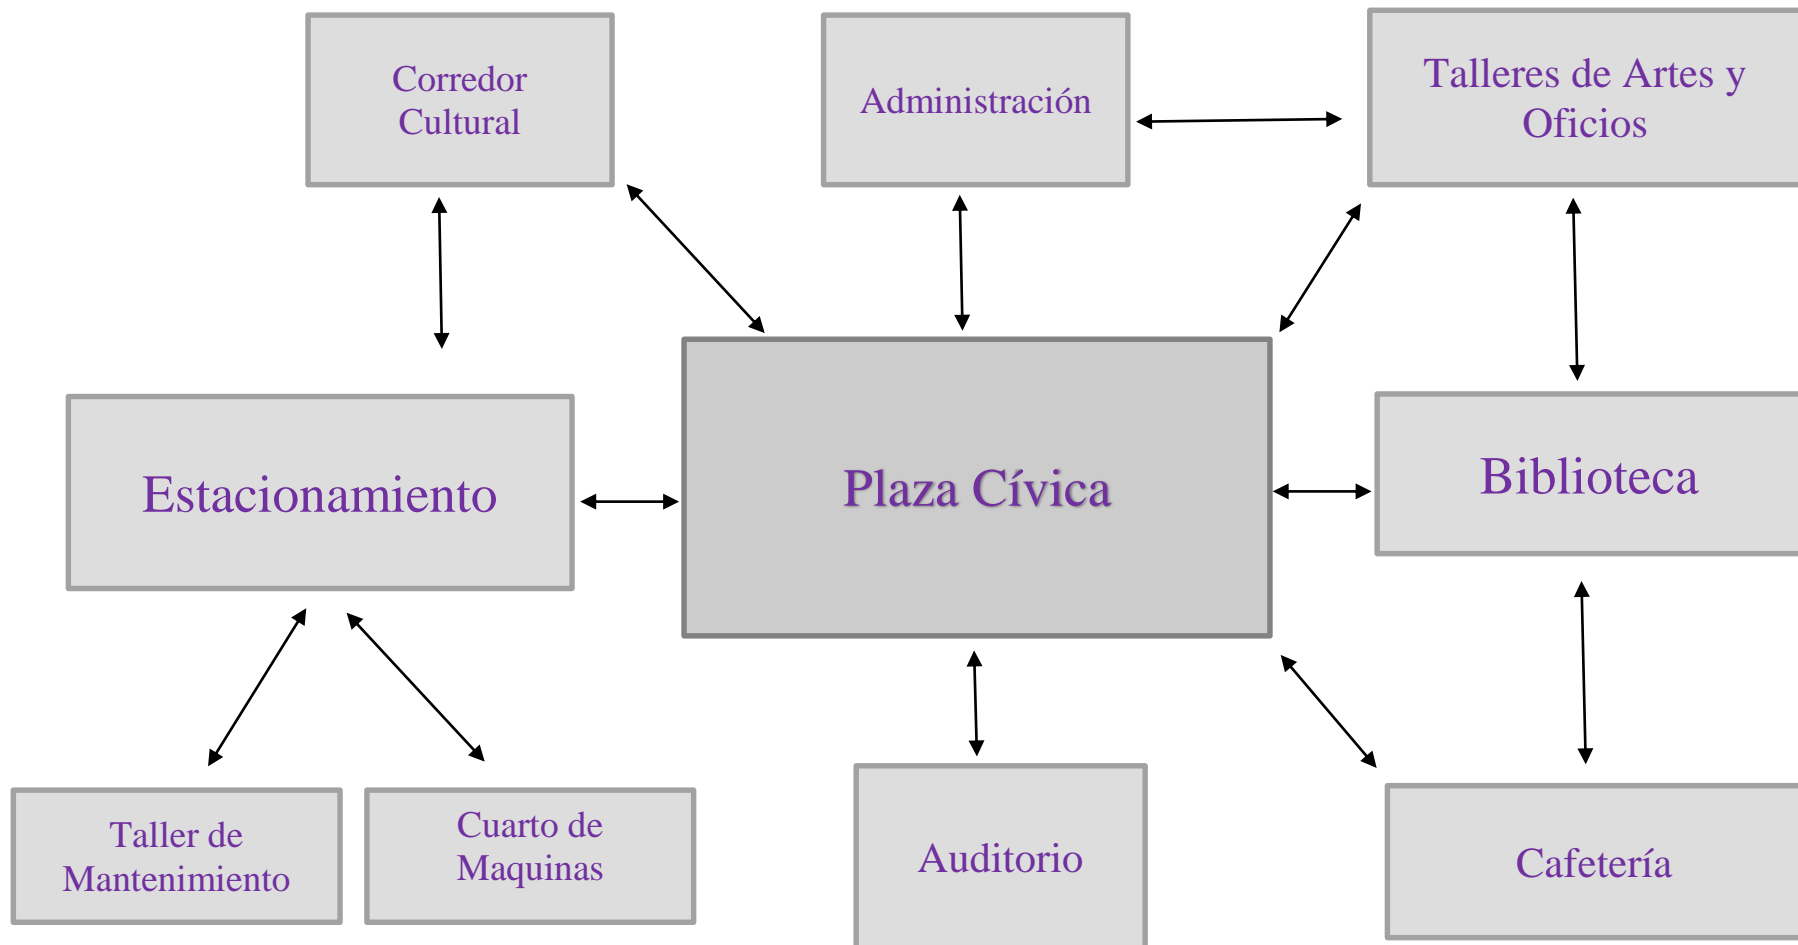 Corredor
Cultural
Administración
Talleres de Artes y
Oficios
Estacionamiento
Plaza Cívica
Biblioteca
Taller de
Mantenimiento
Cuarto de
Maquinas
Auditorio
Cafetería